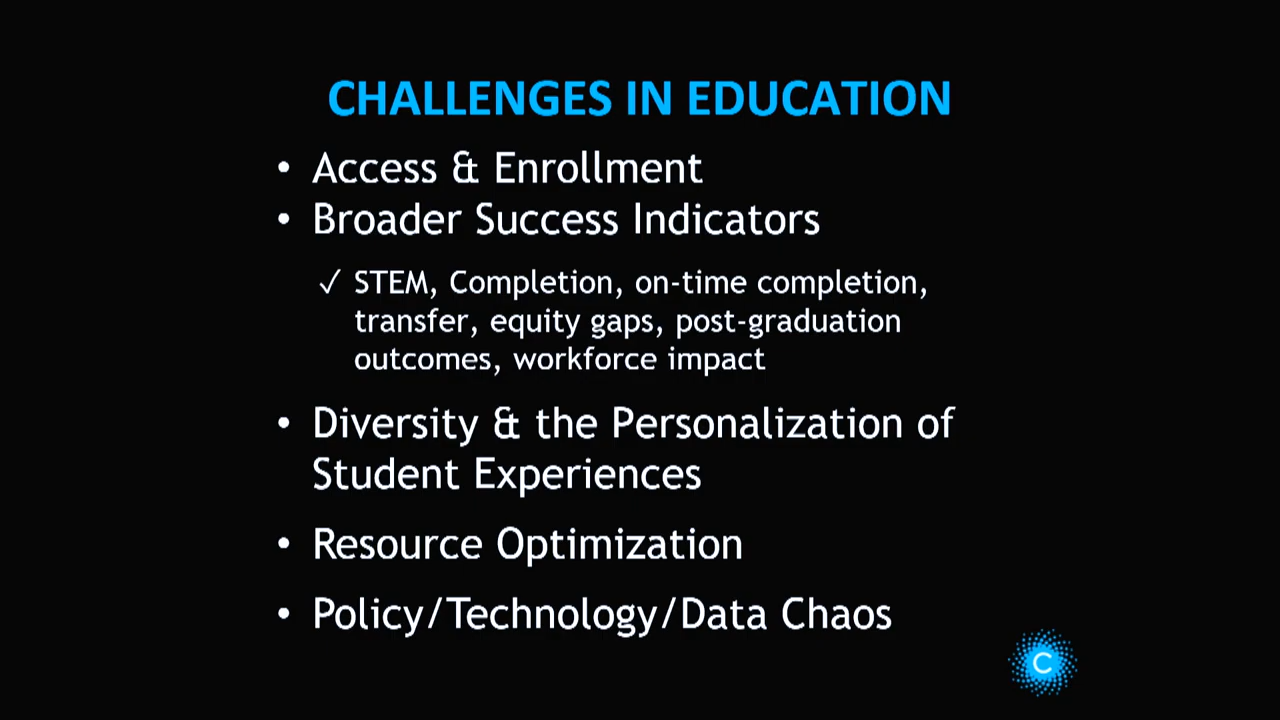 CHALLENGES IN EDUCATION
• Access & Enrollment
• Broader Success Indicators
✓ STEM, Completion, on-time completion,
transfer, equity gaps, post-graduation
outcomes, workforce impact
• Diversity & the Personalization of
Student Experiences
• Resource Optimization
• Policy/Technology/Data Chaos
C